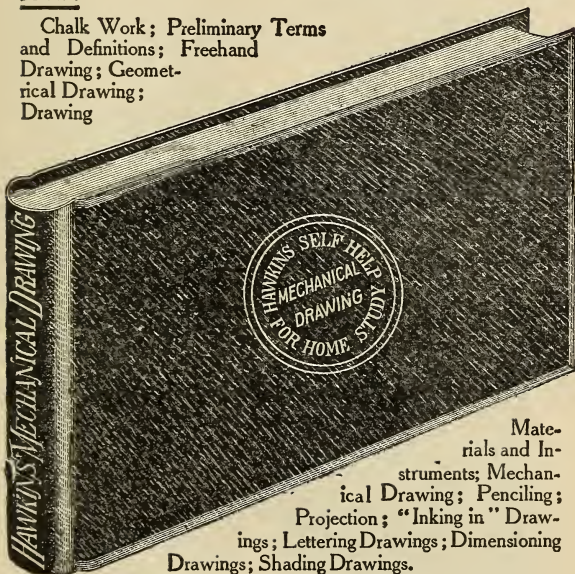 Chalk Work; Preliminary Terms
and Definitions; Freehand
Drawing; Geomet-
rical Drawing;
Drawing
HAWKINS MECHANICAL DRAWING
HAWKINS SELF HELP
MECHANICAL
DRAWING
FOR HOME STUDY
Mate-
rials and In-
struments; Mechan-
ical Drawing; Penciling;
Projection; "Inking in" Draw-
ings; Lettering Drawings; Dimensioning
Drawings; Shading Drawings.